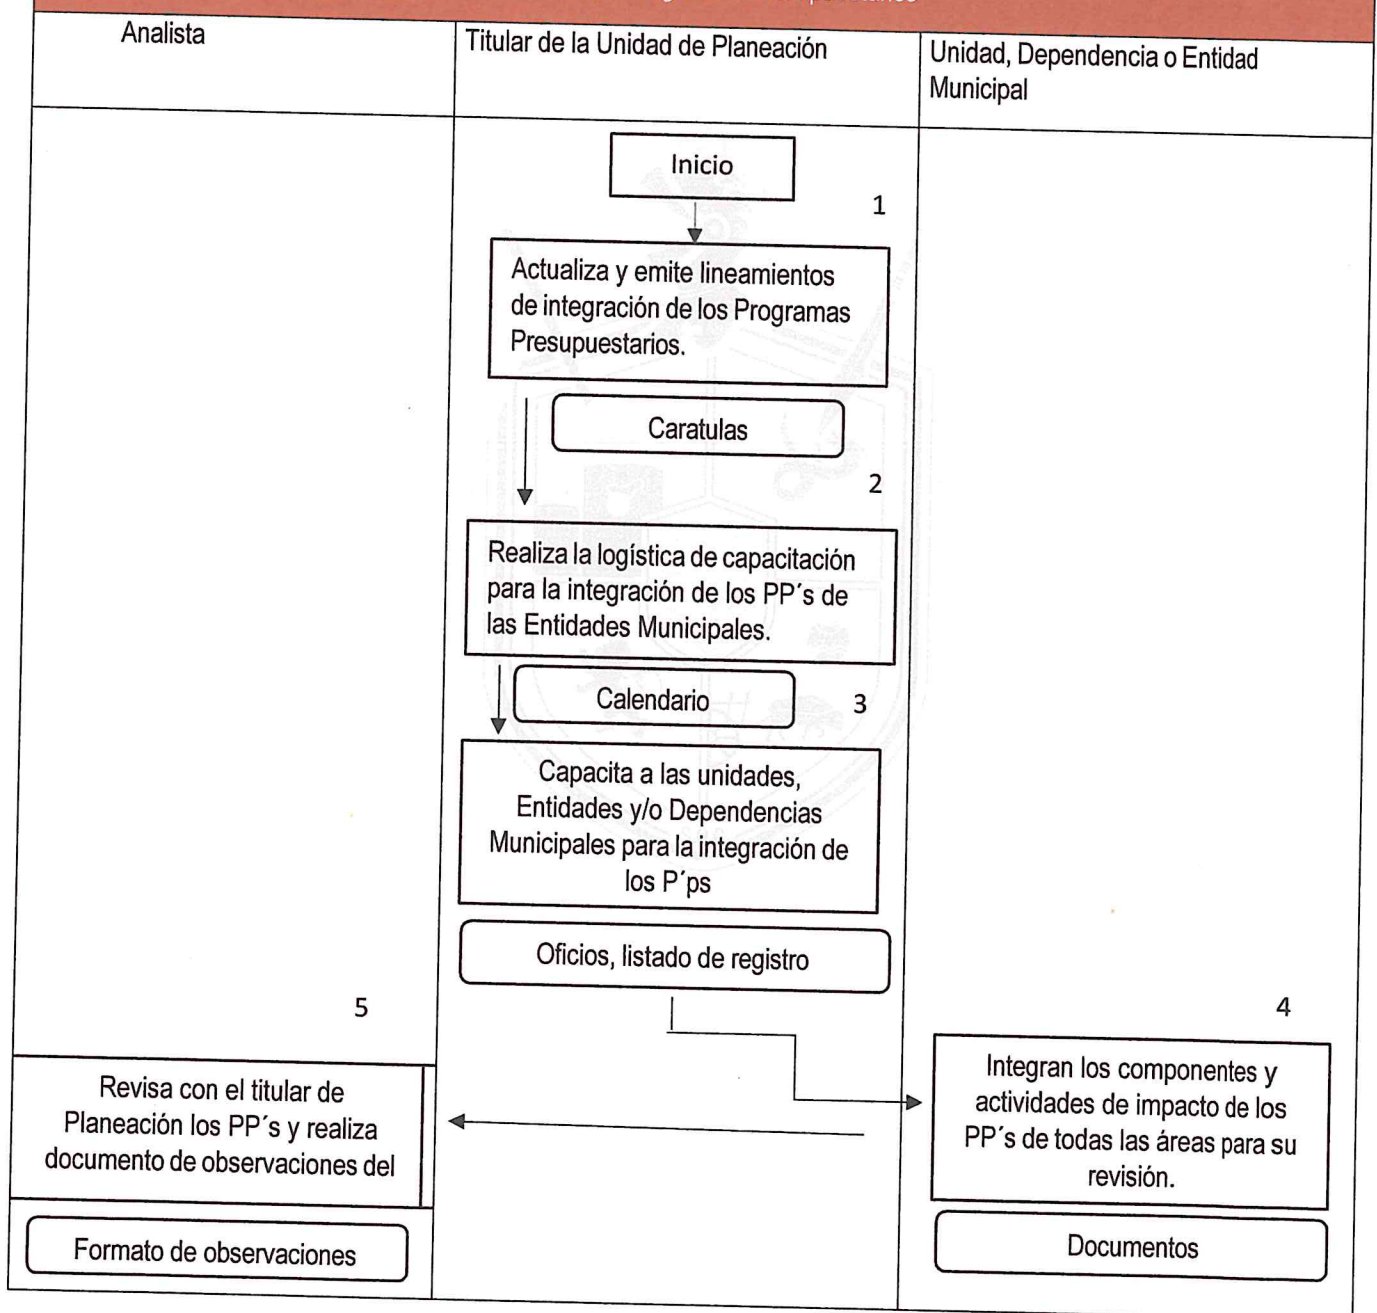 Analista
Titular de la Unidad de Planeación
Unidad, Dependencia o Entidad
Municipal
Inicio
1
Actualiza y emite lineamientos
de integración de los Programas
Presupuestarios.
Caratulas
2
Realiza la logística de capacitación
para la integración de los PP´s de
las Entidades Municipales.
Calendario
3
Capacita a las unidades,
Entidades y/o Dependencias
Municipales para la integración de
los P´ps
Oficios, listado de registro
4
Integran los componentes y
actividades de impacto de los
PP´s de todas las áreas para su
revisión.
Documentos
5
Revisa con el titular de
Planeación los PP´s y realiza
documento de observaciones del
Formato de observaciones